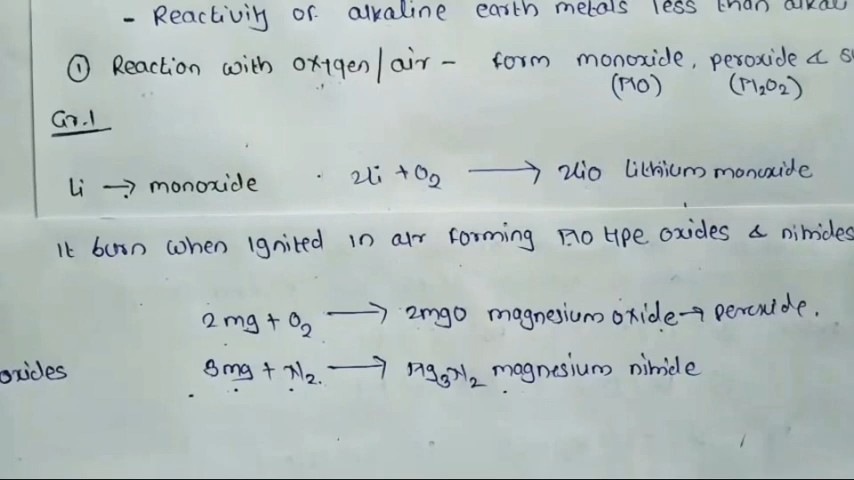 - Reactivity of alkaline earth metals less than
① Reaction with oxygen/air - form monoxide, peroxide &
(MO) (M2O2)
Gr.1
Li → monoxide 2Li + O2 → 2LiO Lithium monoxide
It burn when ignited in air forming MO type oxides & nitrides
2mg + O2 → 2mgO magnesium oxide → peroxide.
oxides 3mg + N2. → Mg3N2 magnesium nitride